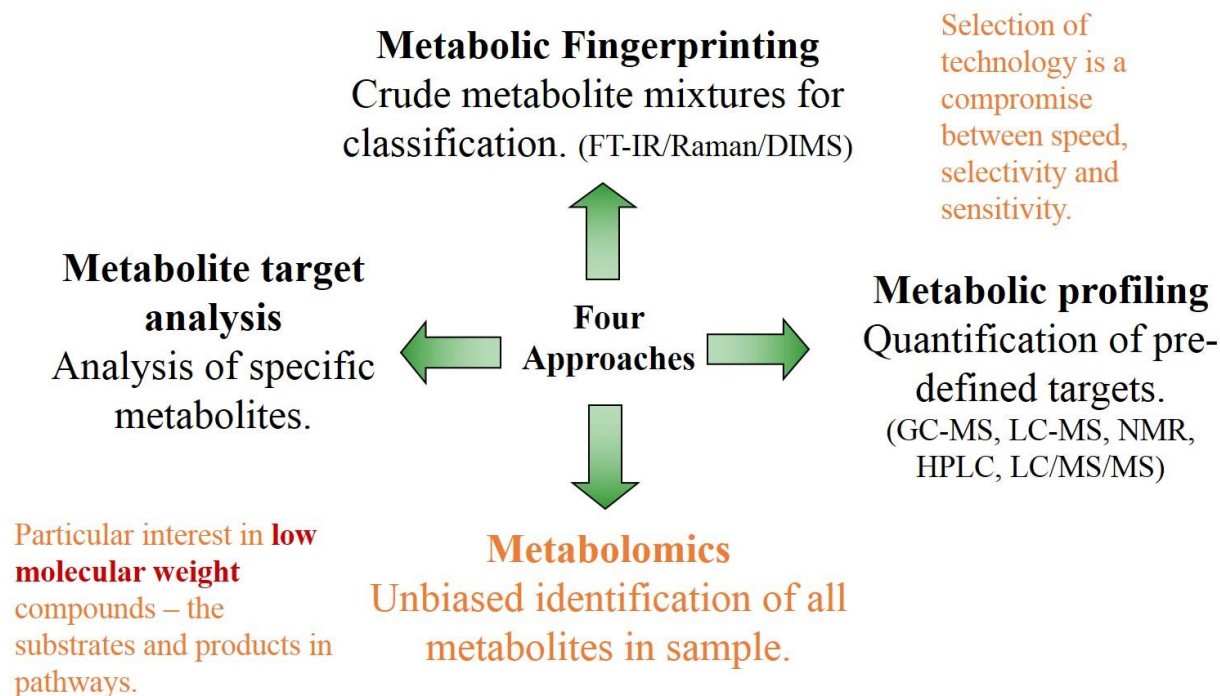 Metabolic Fingerprinting
Crude metabolite mixtures for
classification. (FT-IR/Raman/DIMS)
Selection of
technology is a
compromise
between speed,
selectivity and
sensitivity.
Metabolite target
analysis
Analysis of specific
metabolites.
Four
Approaches
Metabolic profiling
Quantification of pre-
defined targets.
(GC-MS, LC-MS, NMR,
HPLC, LC/MS/MS)
Particular interest in low
molecular weight
compounds – the
substrates and products in
pathways.
Metabolomics
Unbiased identification of all
metabolites in sample.